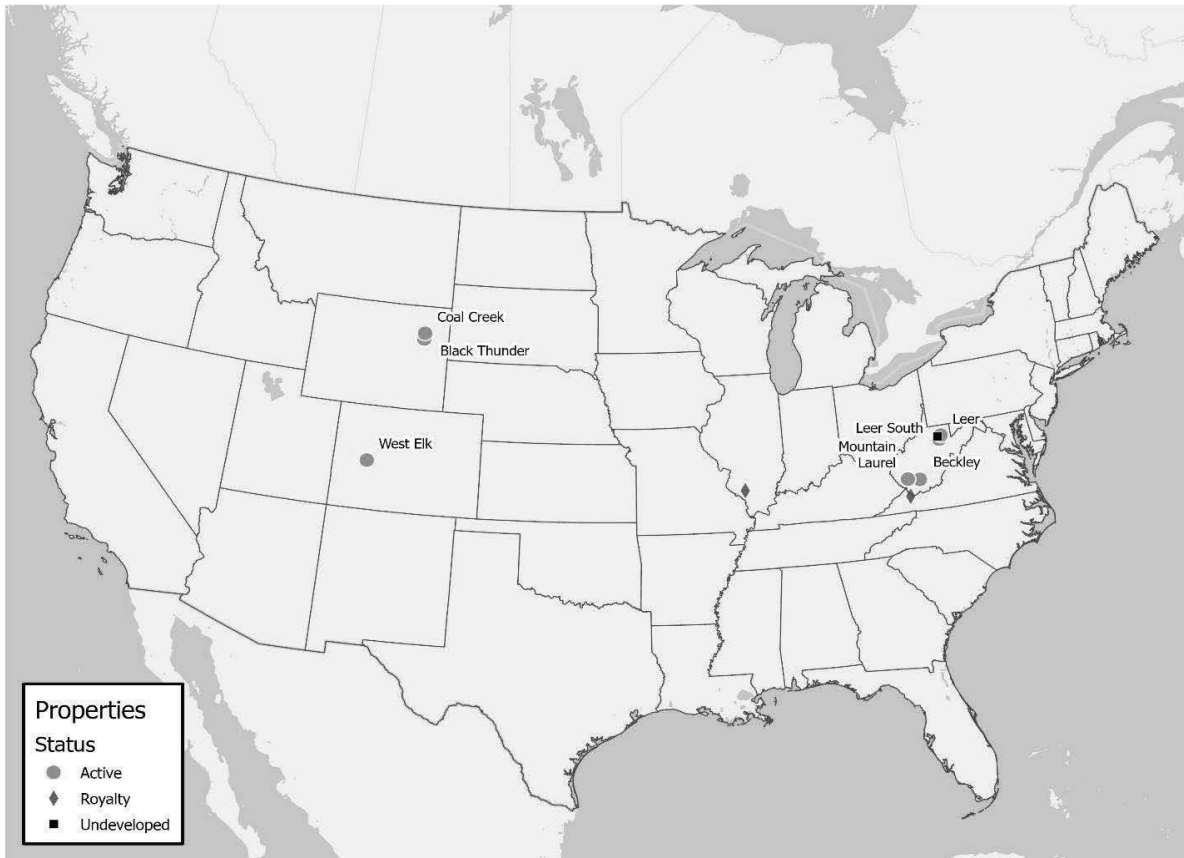 Coal Creek
Black Thunder
West Elk
Leer South
Leer
Mountain
Laurel
Beckley
Properties
Status
Active
Royalty
Undeveloped